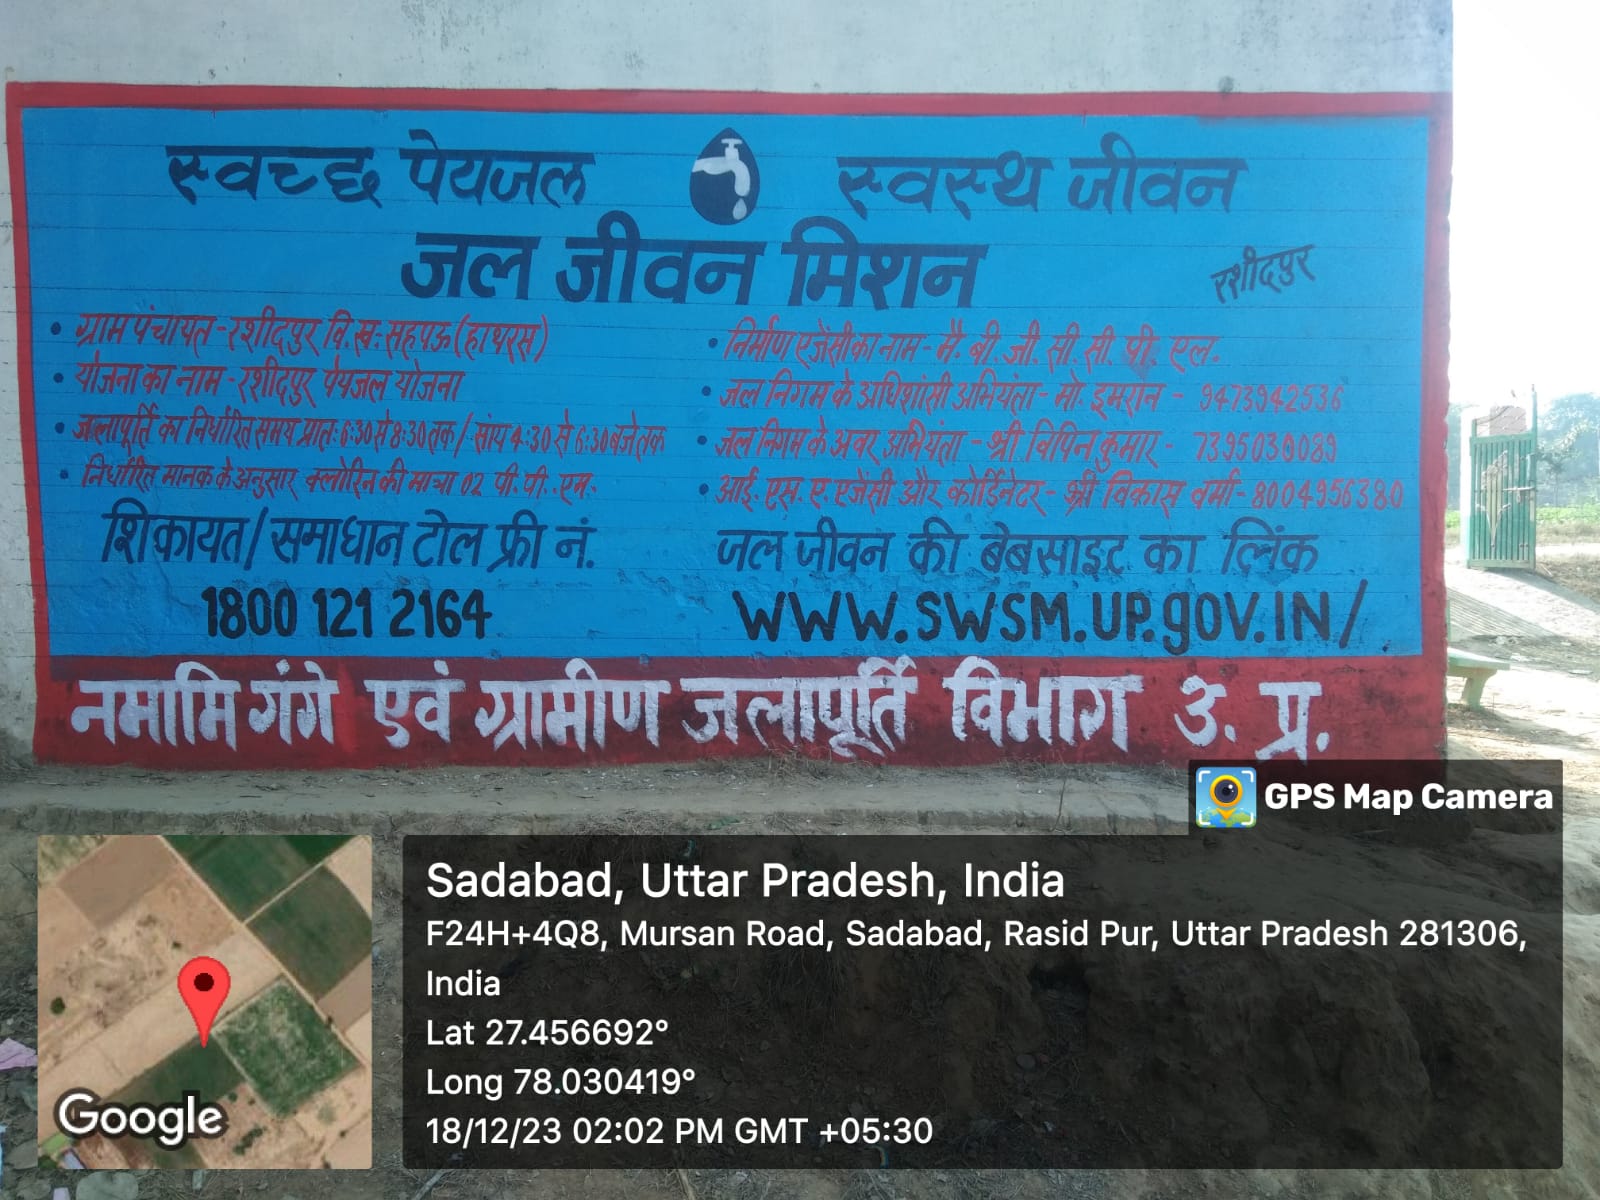 स्वच्छ पेयजल स्वस्थ जीवन
जल जीवन मिशन
रशीदपुर
• ग्राम पंचायत-रशीदपुर वि.ख.:सहपऊ (हाथरस)
• योजना का नाम-रशीदपुर पेयजल योजना
• जलापूर्ति का निर्धारित समय प्रातः 6:30 से 8:30 तक / सांय 4:30 से 6:30 बजे तक
• निर्धारित मानक के अनुसार क्लोरिन की मात्रा 02 पी. पी.. एम.
• निर्माण एजेंसी का नाम - मै. बी. जी. सी. सी. पी. एल.
• जल निगम के अधिशांसी अभियंता - मो. इमरान - 9473942536
• जल निगम के अवर अभियंता - श्री विपिन कुमार - 7395030089
• आई. एस. ए. एजेंसी और कोर्डिनेटर - श्री विकास वर्मा - 8004956380
शिकायत/समाधान टोल फ्री नं.
1800 121 2164
जल जीवन की बेबसाइट का लिंक
WWW.SWSM.UP.gOV.IN/
नमामि गंगे एवं ग्रामीण जलापूर्ति विभाग उ. प्र.
GPS Map Camera
Sadabad, Uttar Pradesh, India
F24H+4Q8, Mursan Road, Sadabad, Rasid Pur, Uttar Pradesh 281306,
India
Lat 27.456692°
Long 78.030419°
18/12/23 02:02 PM GMT +05:30
Google